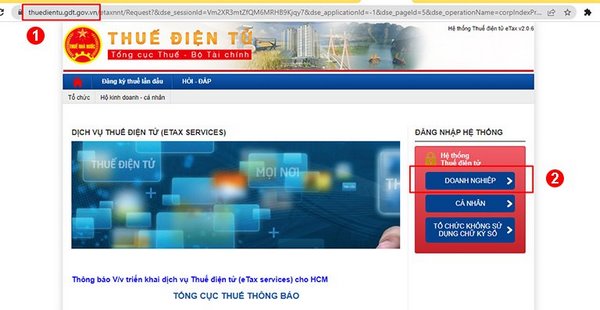 thuedientu.gdt.gov.vn/etaxnnt/Request?&dse_sessionId=Vm2XR3mtZfQM6MRHB9Kjqy7&dse_applicationId=-1&dse_pageId=5&dse_operationName=corpIndexPr...
1
Hệ thống Thuế điện tử eTax v2.0.6
THUẾ ĐIỆN TỬ
Tổng cục Thuế - Bộ Tài chính
Đăng ký thuế lần đầu HỎI - ĐÁP
Tổ chức Hộ kinh doanh - cá nhân
DỊCH VỤ THUẾ ĐIỆN TỬ (ETAX SERVICES)
ĐĂNG NHẬP HỆ THỐNG
THUẾ ĐIỆN TỬ
MỌI NƠI
Hệ thống
Thuế điện tử
DOANH NGHIỆP
2
CÁ NHÂN
TỔ CHỨC KHÔNG SỬ
DỤNG CHỮ KÝ SỐ
Thông báo V/v triển khai dịch vụ Thuế điện tử (eTax services) cho HCM
TỔNG CỤC THUẾ THÔNG BÁO